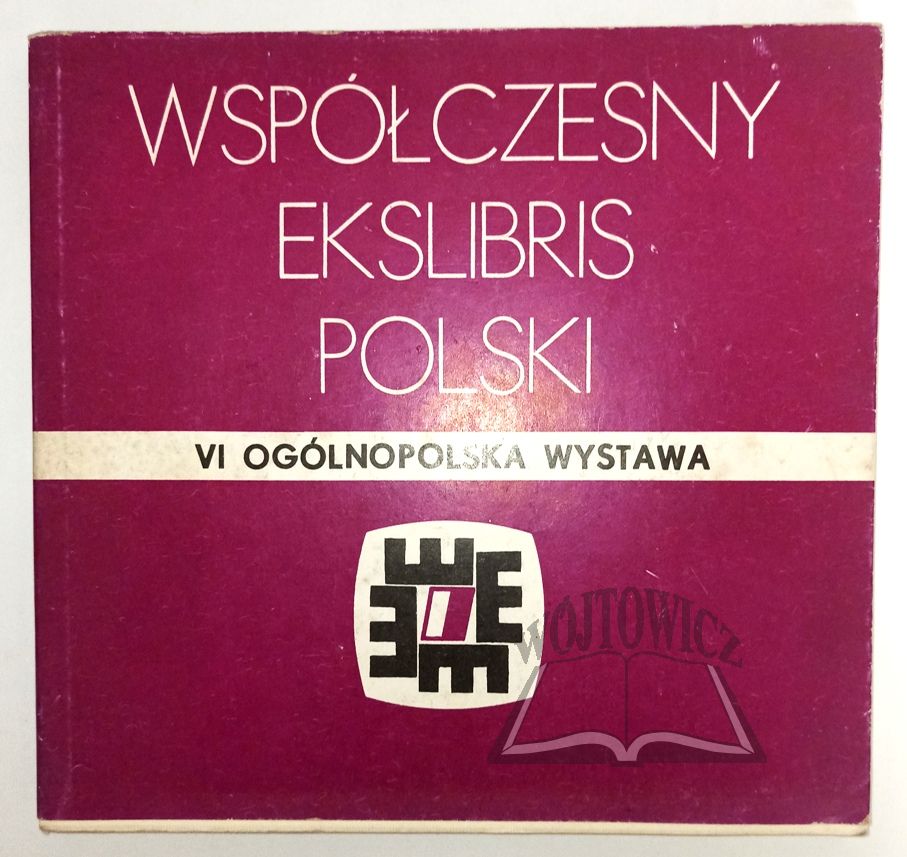 WSPÓŁCZESNY
EKSLIBRIS
POLSKI
VI OGÓLNOPOLSKA WYSTAWA
WÓJTOWICZ